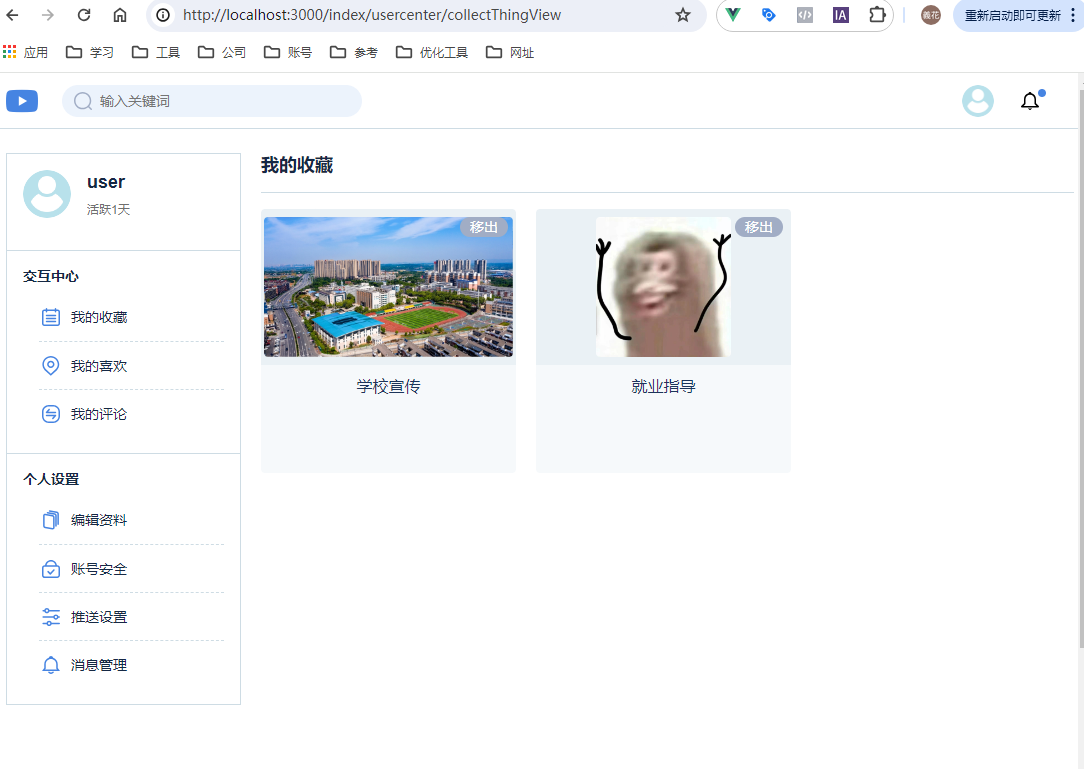 http://localhost:3000/index/usercenter/collectThingView
IA
義花
重新启动即可更新
应用
学习
工具
公司
账号
参考
优化工具
网址
输入关键词
user
活跃1天
交互中心
我的收藏
我的喜欢
我的评论
个人设置
编辑资料
账号安全
推送设置
消息管理
我的收藏
移出
学校宣传
移出
就业指导